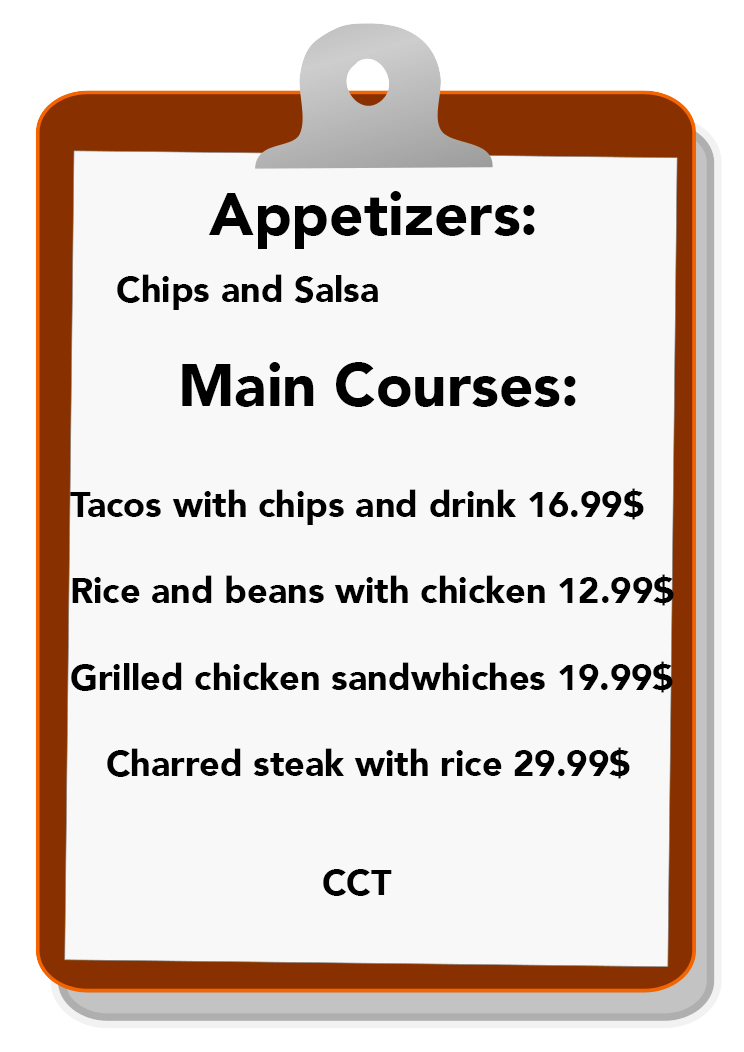 Appetizers:
Chips and Salsa
Main Courses:
Tacos with chips and drink 16.99$
Rice and beans with chicken 12.99$
Grilled chicken sandwhiches 19.99$
Charred steak with rice 29.99$
CCT